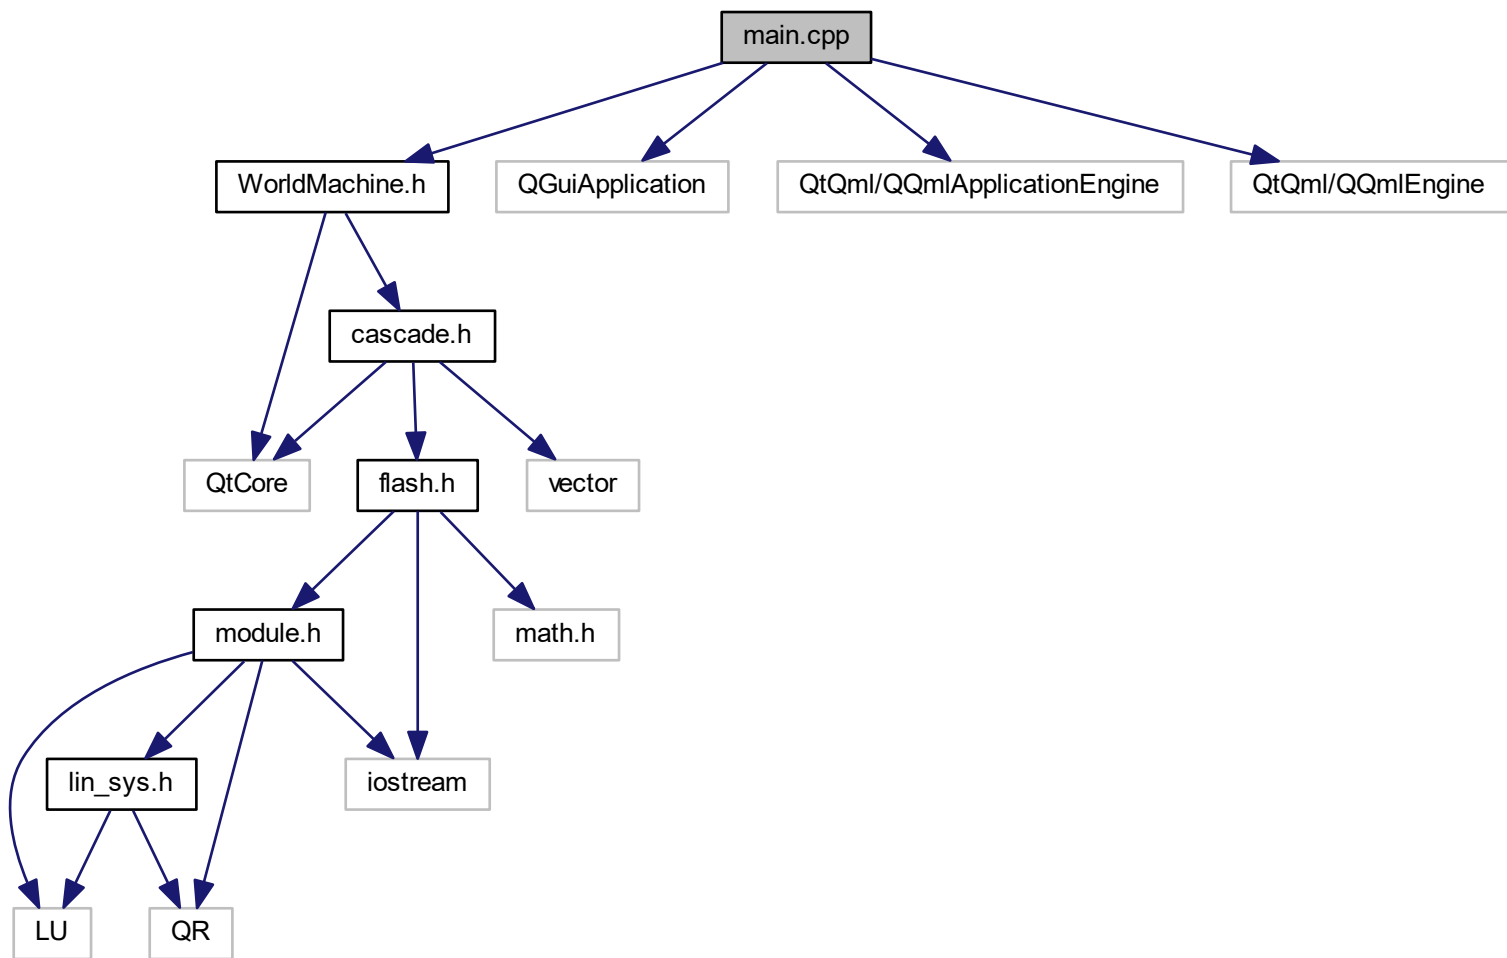 main.cpp
WorldMachine.h
QGuiApplication
QtQml/QQmlApplicationEngine
QtQml/QQmlEngine
cascade.h
QtCore
flash.h
vector
module.h
math.h
lin_sys.h
iostream
LU
QR